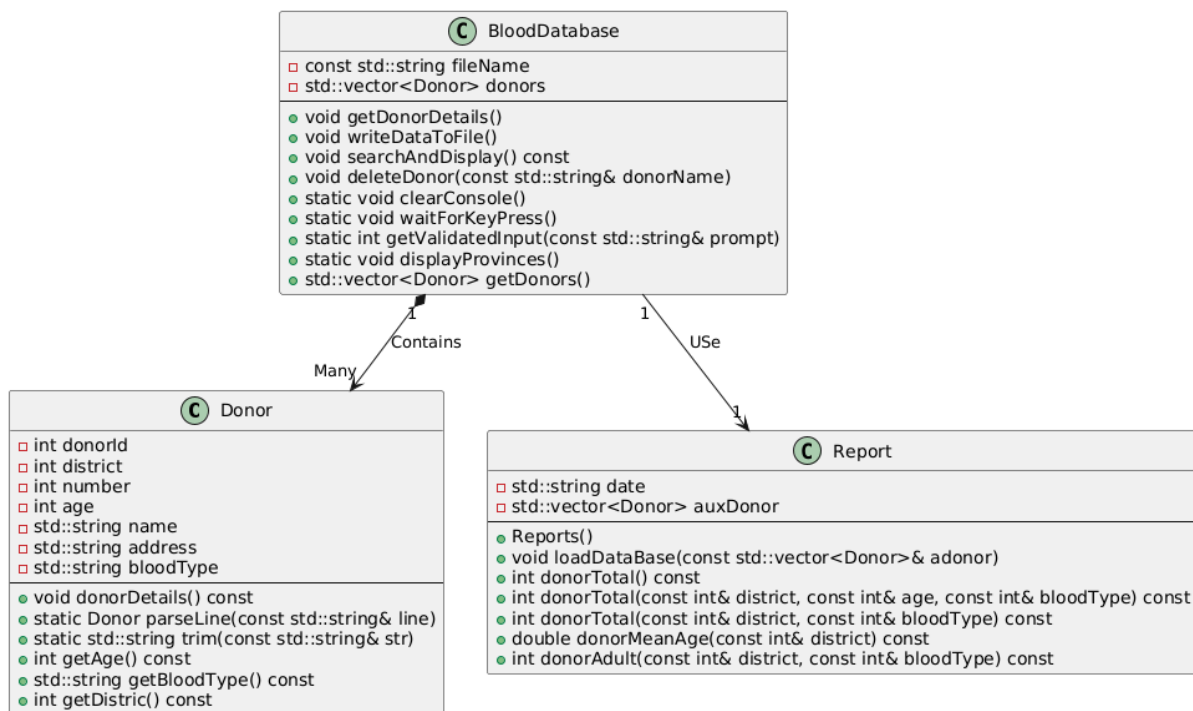 C BloodDatabase
const std::string fileName
std::vector<Donor> donors
void getDonorDetails()
void writeDataToFile()
void searchAndDisplay() const
void deleteDonor(const std::string& donorName)
static void clearConsole()
static void waitForKeyPress()
static int getValidatedInput(const std::string& prompt)
static void displayProvinces()
std::vector<Donor> getDonors()
1
1
Contains
USe
Many
1
C Donor
int donorId
int district
int number
int age
std::string name
std::string address
std::string bloodType
void donorDetails() const
static Donor parseLine(const std::string& line)
static std::string trim(const std::string& str)
int getAge() const
std::string getBloodType() const
int getDistric() const
C Report
std::string date
std::vector<Donor> auxDonor
Reports()
void loadDataBase(const std::vector<Donor>& adonor)
int donorTotal() const
int donorTotal(const int& district, const int& age, const int& bloodType) const
int donorTotal(const int& district, const int& bloodType) const
double donorMeanAge(const int& district) const
int donorAdult(const int& district, const int& bloodType) const